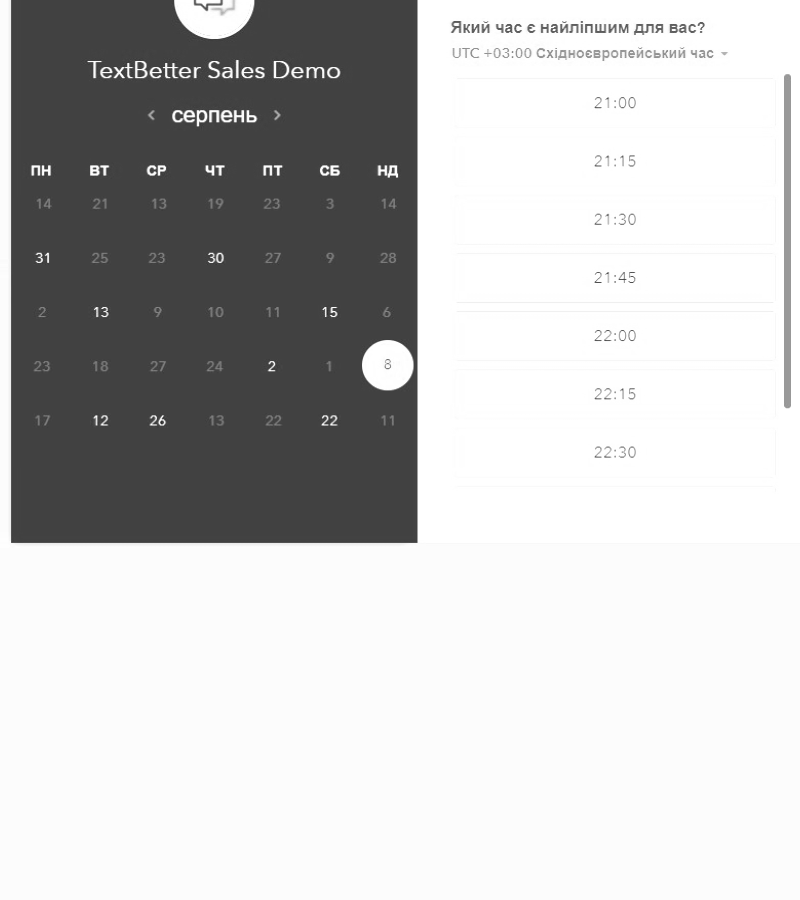 TextBetter Sales Demo
серпень
ПН ВТ СР ЧТ ПТ СБ НД
14 21 13 19 23 3 14
31 25 23 30 27 9 28
2 13 9 10 11 15 6
23 18 27 24 2 1 8
17 12 26 13 22 22 11
Який час є найліпшим для вас?
UTC +03:00 Східноєвропейський час
21:00
21:15
21:30
21:45
22:00
22:15
22:30